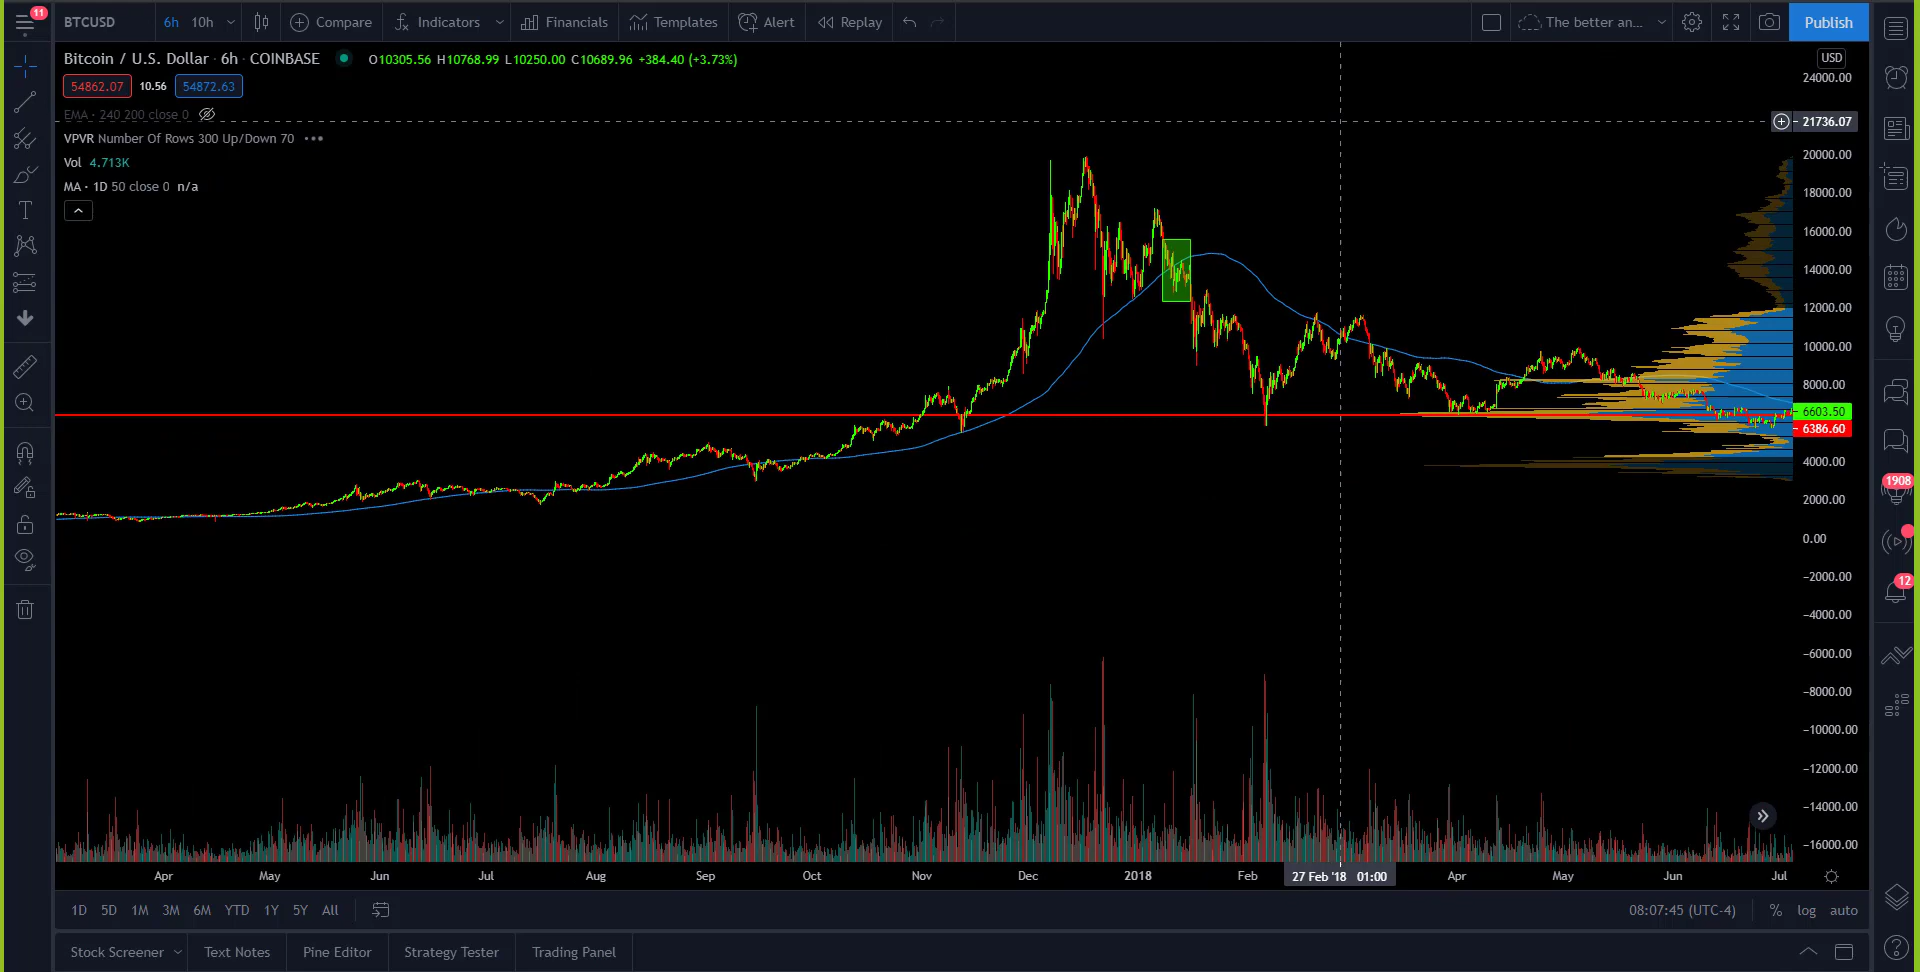 11
BTCUSD 6h 10h Compare Indicators Financials Templates Alert Replay The better an... Publish
Bitcoin / U.S. Dollar · 6h · COINBASE O10305.56 H10768.99 L10250.00 C10689.96 +384.40 (+3.73%)
54862.07 10.56 54872.63
EMA · 240 200 close 0
VPVR Number Of Rows 300 Up/Down 70
Vol 4.713K
MA · 1D 50 close 0 n/a
USD
24000.00
21736.07
20000.00
18000.00
16000.00
14000.00
12000.00
10000.00
8000.00
6603.50
6386.60
4000.00
2000.00
0.00
−2000.00
−4000.00
−6000.00
−8000.00
−10000.00
−12000.00
−14000.00
−16000.00
1908
12
Apr May Jun Jul Aug Sep Oct Nov Dec 2018 Feb 27 Feb '18 01:00 Apr May Jun Jul
1D 5D 1M 3M 6M YTD 1Y 5Y All 08:07:45 (UTC-4) % log auto
Stock Screener Text Notes Pine Editor Strategy Tester Trading Panel